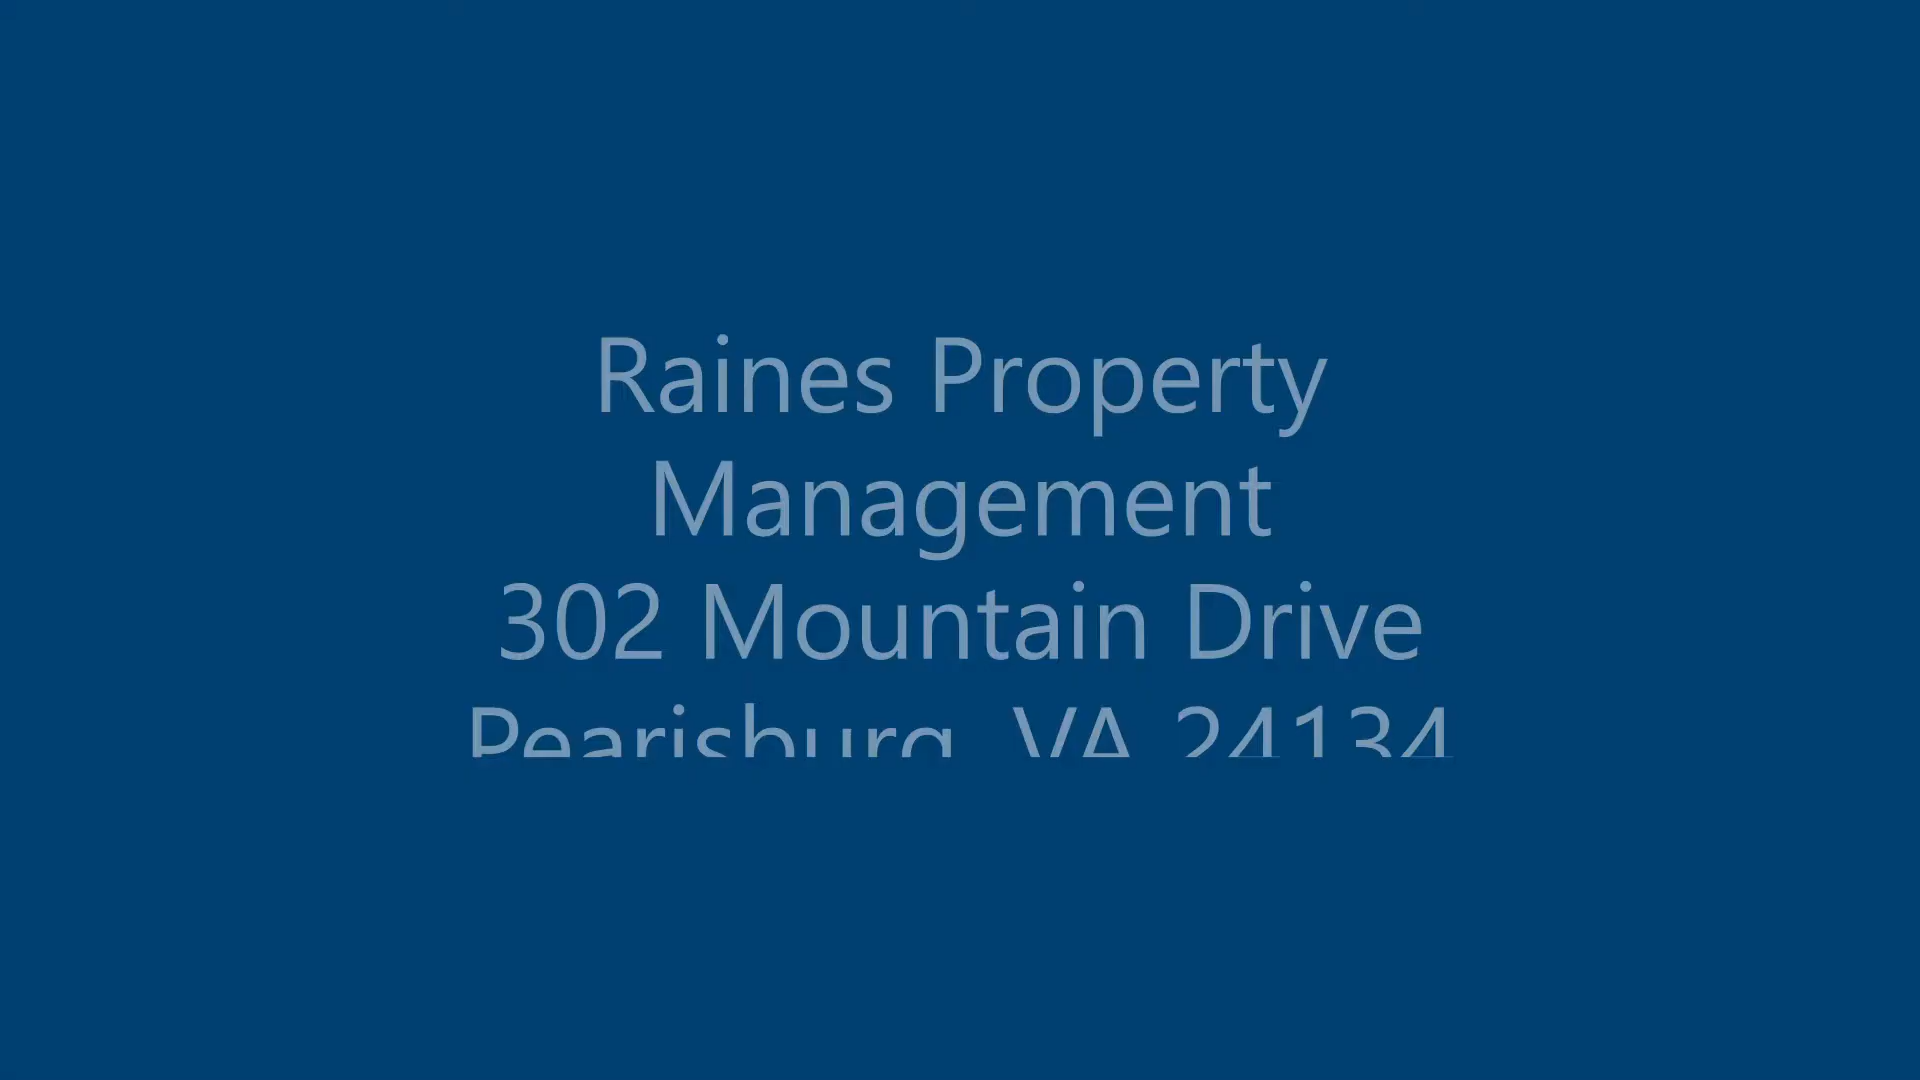 Raines Property
Management
302 Mountain Drive
Pearisburg, VA 24134